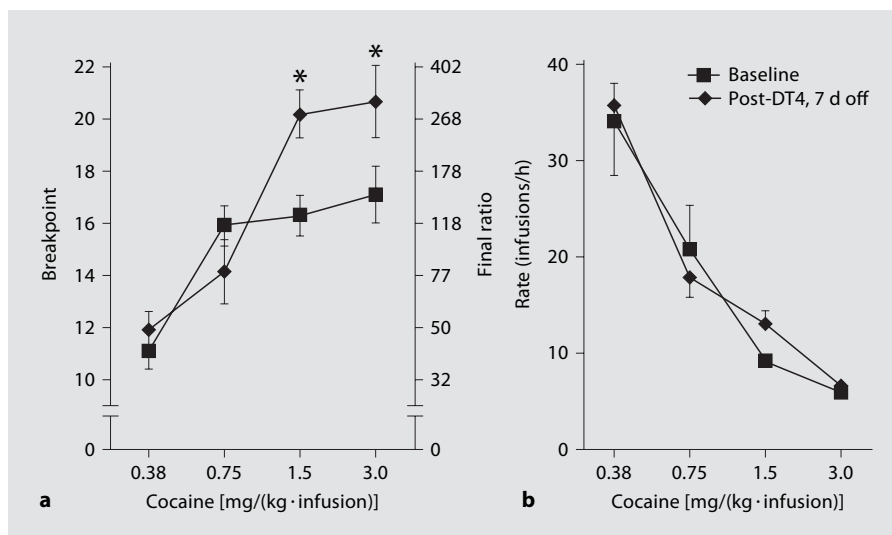 *
*
22
20
18
16
14
12
10
0
Breakpoint
402
268
178
118
77
50
32
0
Final ratio
0.38 0.75 1.5 3.0
Cocaine [mg/(kg·infusion)]
a
40
30
20
10
0
Rate (infusions/h)
Baseline
Post-DT4, 7 d off
0.38 0.75 1.5 3.0
Cocaine [mg/(kg·infusion)]
b